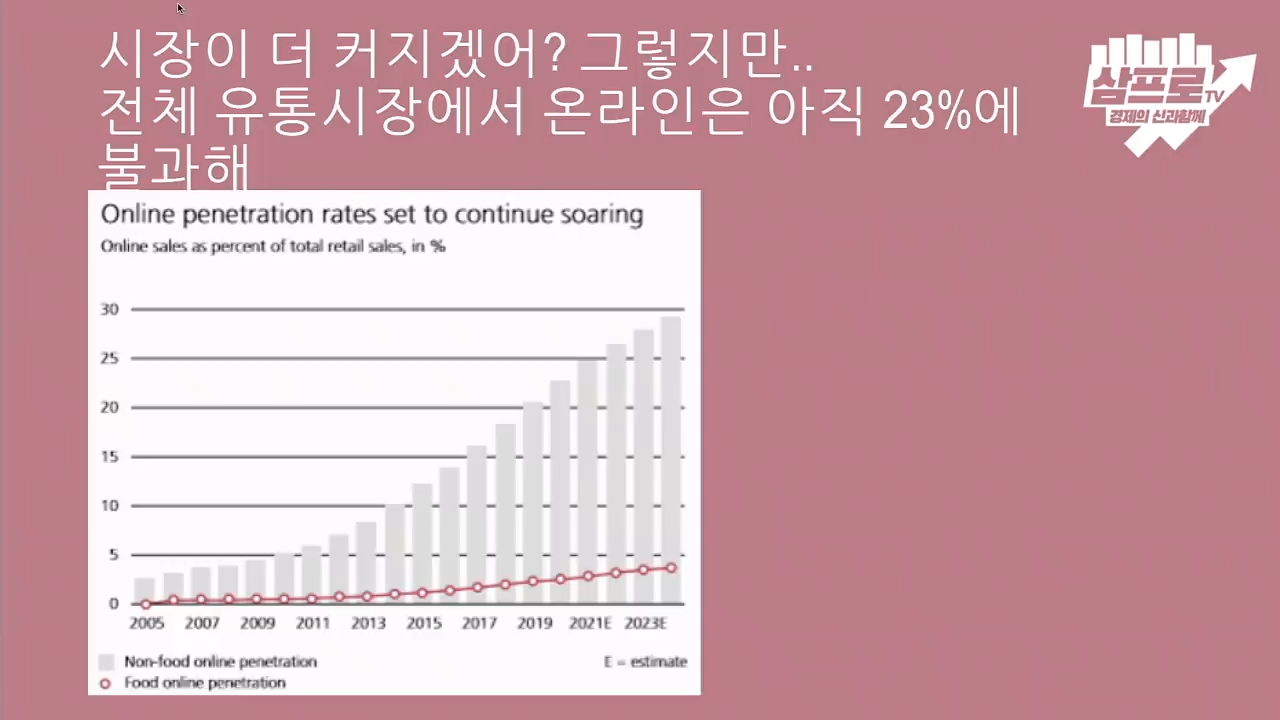 시장이 더 커지겠어? 그렇지만..
전체 유통시장에서 온라인은 아직 23%에
불과해
삼프로TV
경제의 신과함께
Online penetration rates set to continue soaring
Online sales as percent of total retail sales, in %
30
25
20
15
10
5
0
2005 2007 2009 2011 2013 2015 2017 2019 2021E 2023E
Non-food online penetration
E = estimate
Food online penetration